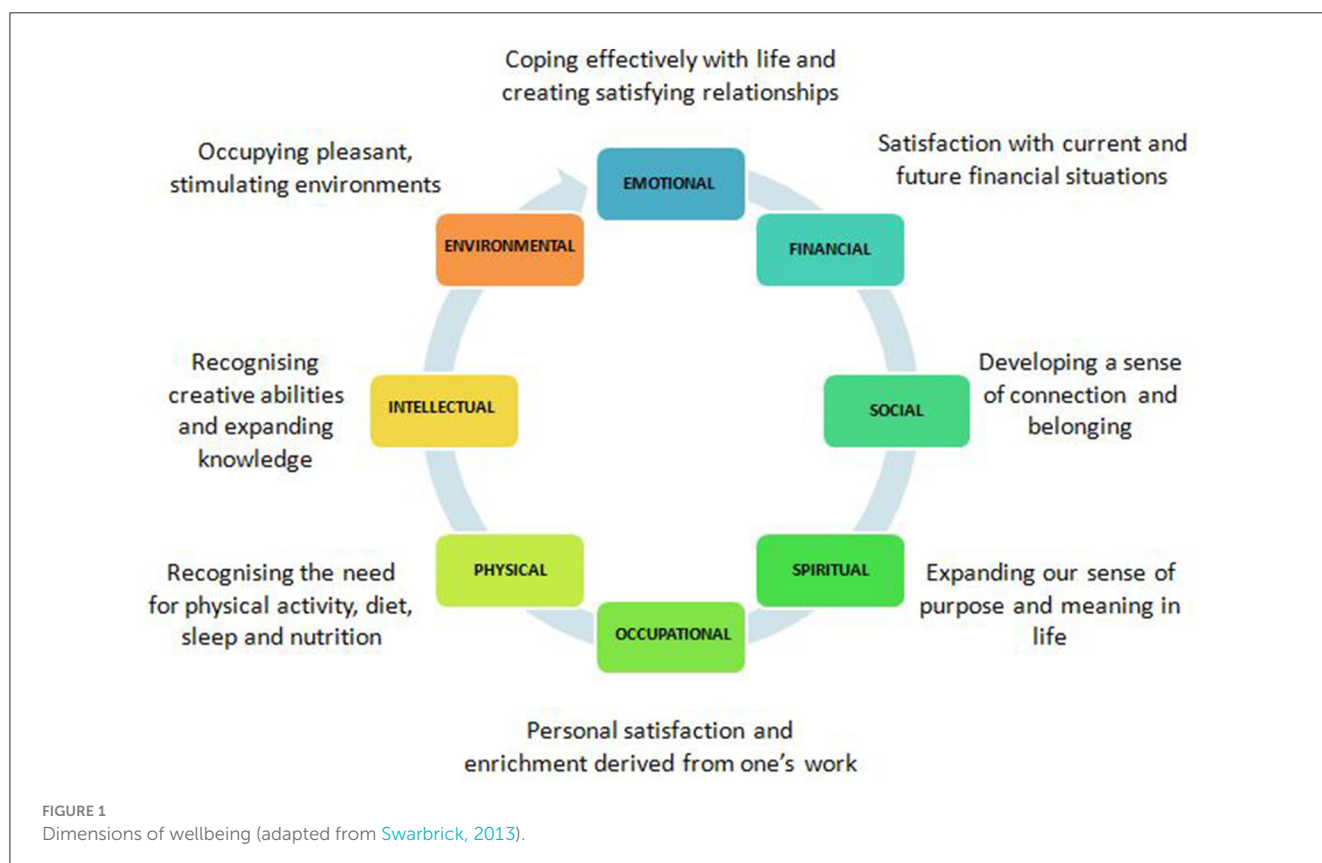 Coping effectively with life and
creating satisfying relationships
EMOTIONAL
Satisfaction with current and
future financial situations
FINANCIAL
Developing a sense
of connection and
belonging
SOCIAL
Expanding our sense of
purpose and meaning in
life
SPIRITUAL
OCCUPATIONAL
Personal satisfaction and
enrichment derived from one's work
PHYSICAL
Recognising the need
for physical activity, diet,
sleep and nutrition
INTELLECTUAL
Recognising
creative abilities
and expanding
knowledge
ENVIRONMENTAL
Occupying pleasant,
stimulating environments
FIGURE 1
Dimensions of wellbeing (adapted from Swarbrick, 2013).